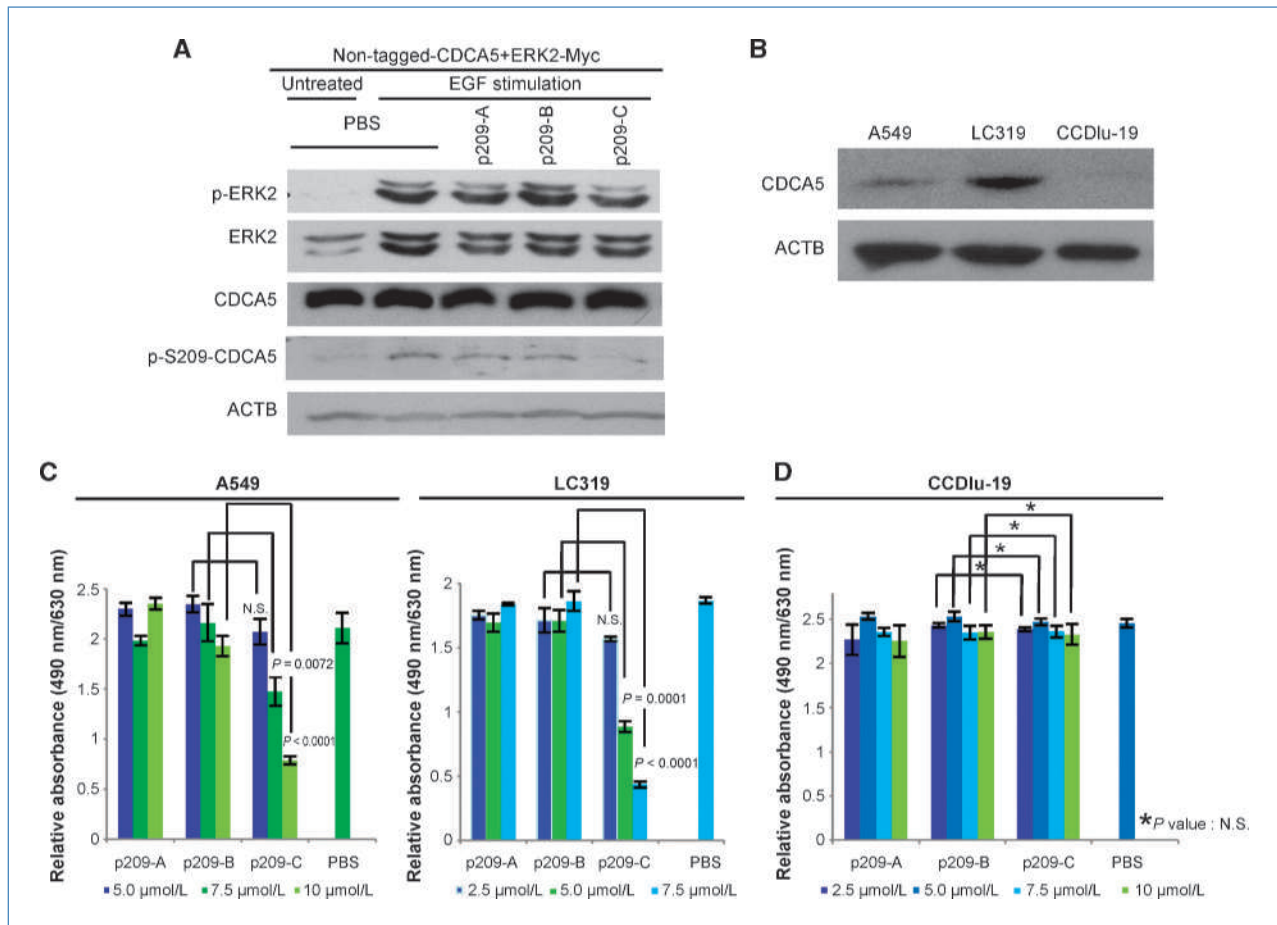 A
Non-tagged-CDCA5+ERK2-Myc
Untreated
EGF stimulation
PBS
p209-A
p209-B
p209-C
p-ERK2
ERK2
CDCA5
p-S209-CDCA5
ACTB
B
A549
LC319
CCDlu-19
CDCA5
ACTB
C
A549
Relative absorbance (490 nm/630 nm)
2.5
2
1.5
1
0.5
0
N.S.
P = 0.0072
P < 0.0001
p209-A
p209-B
p209-C
PBS
5.0 µmol/L
7.5 µmol/L
10 µmol/L
LC319
Relative absorbance (490 nm/630 nm)
2
1.5
1
0.5
0
N.S.
P = 0.0001
P < 0.0001
p209-A
p209-B
p209-C
PBS
2.5 µmol/L
5.0 µmol/L
7.5 µmol/L
D
CCDlu-19
Relative absorbance (490 nm/630 nm)
3
2.5
2
1.5
1
0.5
0
*
*
*
*
*P value : N.S.
p209-A
p209-B
p209-C
PBS
2.5 µmol/L
5.0 µmol/L
7.5 µmol/L
10 µmol/L